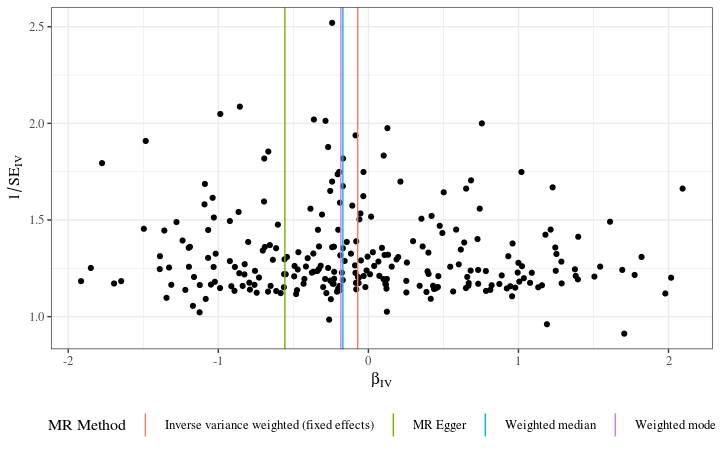 2.5
2.0
1.5
1.0
1/SE_IV
-2 -1 0 1 2
β_IV
MR Method Inverse variance weighted (fixed effects) MR Egger Weighted median Weighted mode